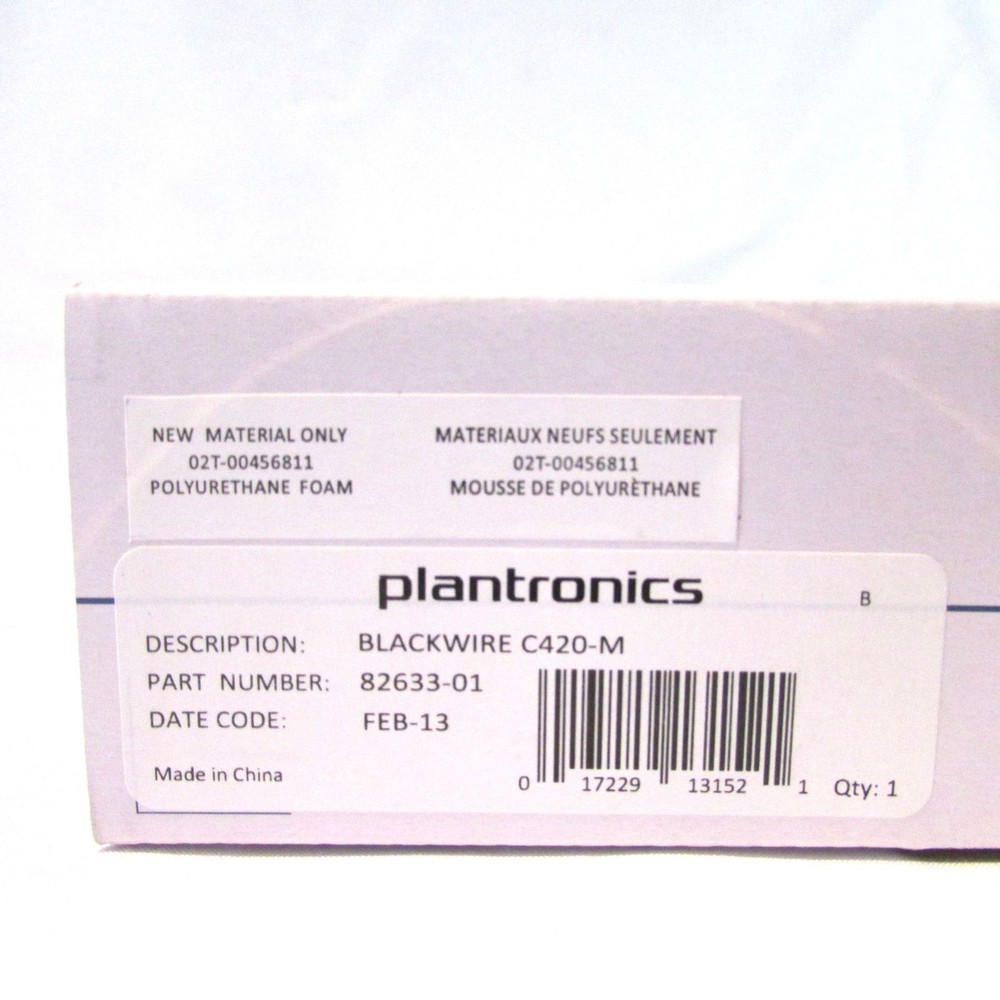 NEW MATERIAL ONLY
02T-00456811
POLYURETHANE FOAM
MATERIAUX NEUFS SEULEMENT
02T-00456811
MOUSSE DE POLYURÈTHANE
plantronics
B
DESCRIPTION: BLACKWIRE C420-M
PART NUMBER: 82633-01
DATE CODE: FEB-13
Made in China
0 17229 13152 1
Qty: 1